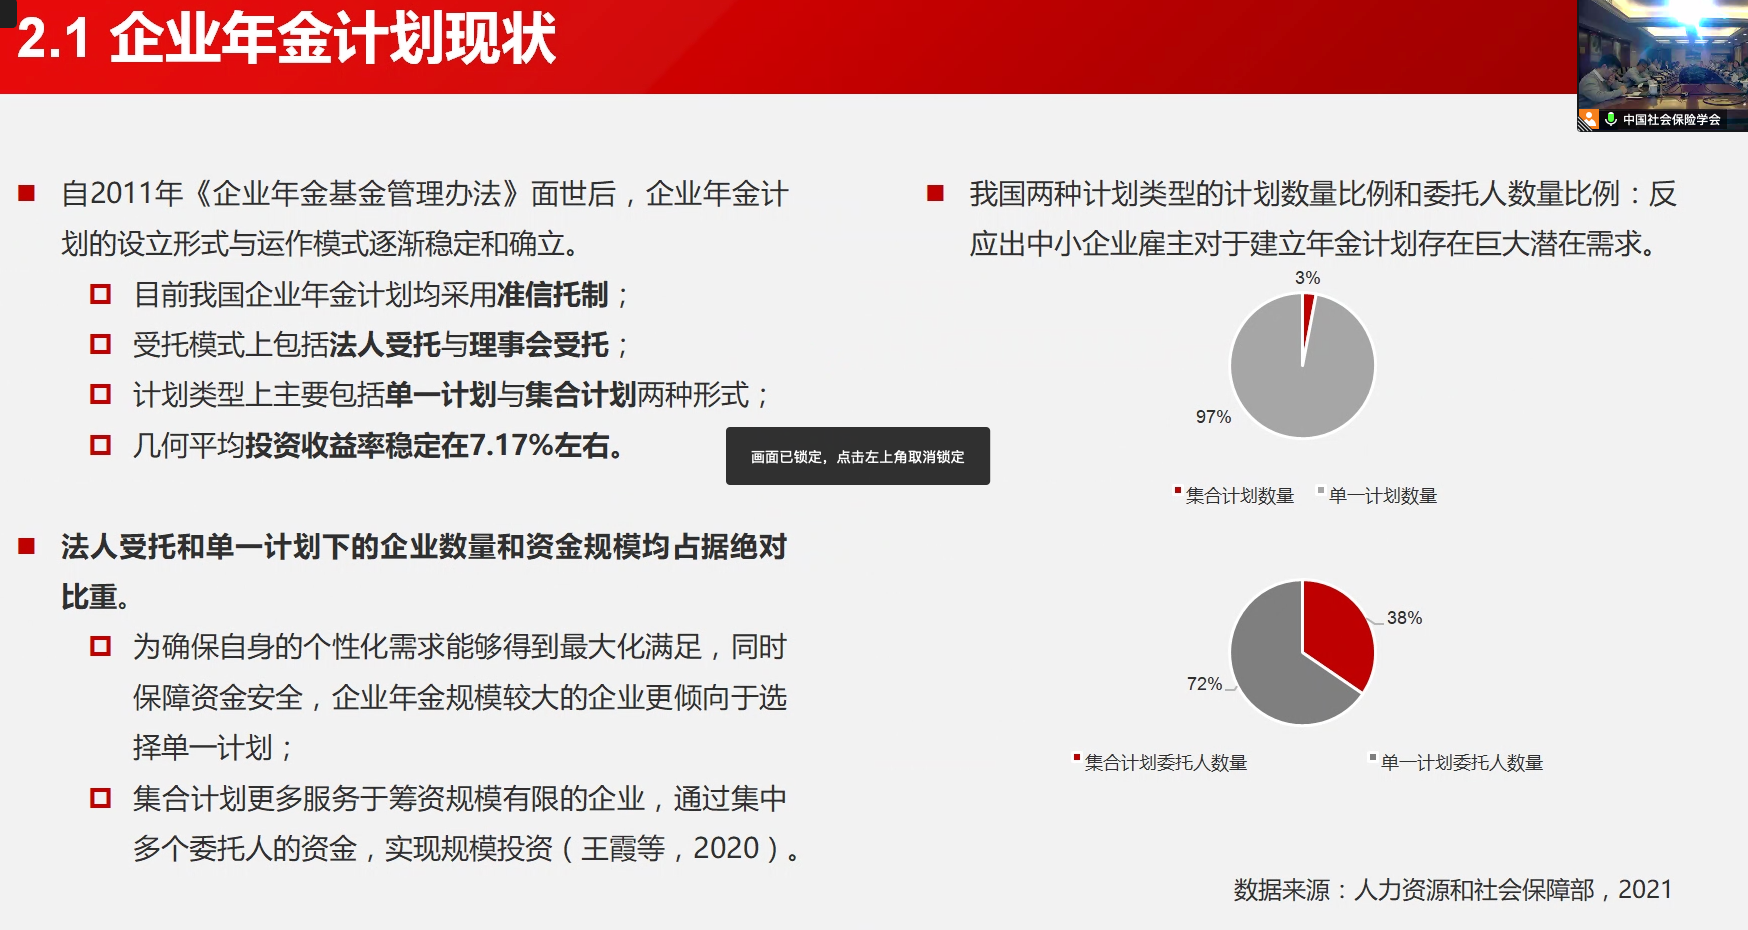 2.1 企业年金计划现状
中国社会保险学会
自2011年《企业年金基金管理办法》面世后，企业年金计
划的设立形式与运作模式逐渐稳定和确立。
目前我国企业年金计划均采用准信托制；
受托模式上包括法人受托与理事会受托；
计划类型上主要包括单一计划与集合计划两种形式；
几何平均投资收益率稳定在7.17%左右。
法人受托和单一计划下的企业数量和资金规模均占据绝对
比重。
为确保自身的个性化需求能够得到最大化满足，同时
保障资金安全，企业年金规模较大的企业更倾向于选
择单一计划；
集合计划更多服务于筹资规模有限的企业，通过集中
多个委托人的资金，实现规模投资（王霞等，2020）。
画面已锁定，点击左上角取消锁定
我国两种计划类型的计划数量比例和委托人数量比例：反
应出中小企业雇主对于建立年金计划存在巨大潜在需求。
3%
97%
集合计划数量 单一计划数量
38%
72%
集合计划委托人数量 单一计划委托人数量
数据来源：人力资源和社会保障部，2021